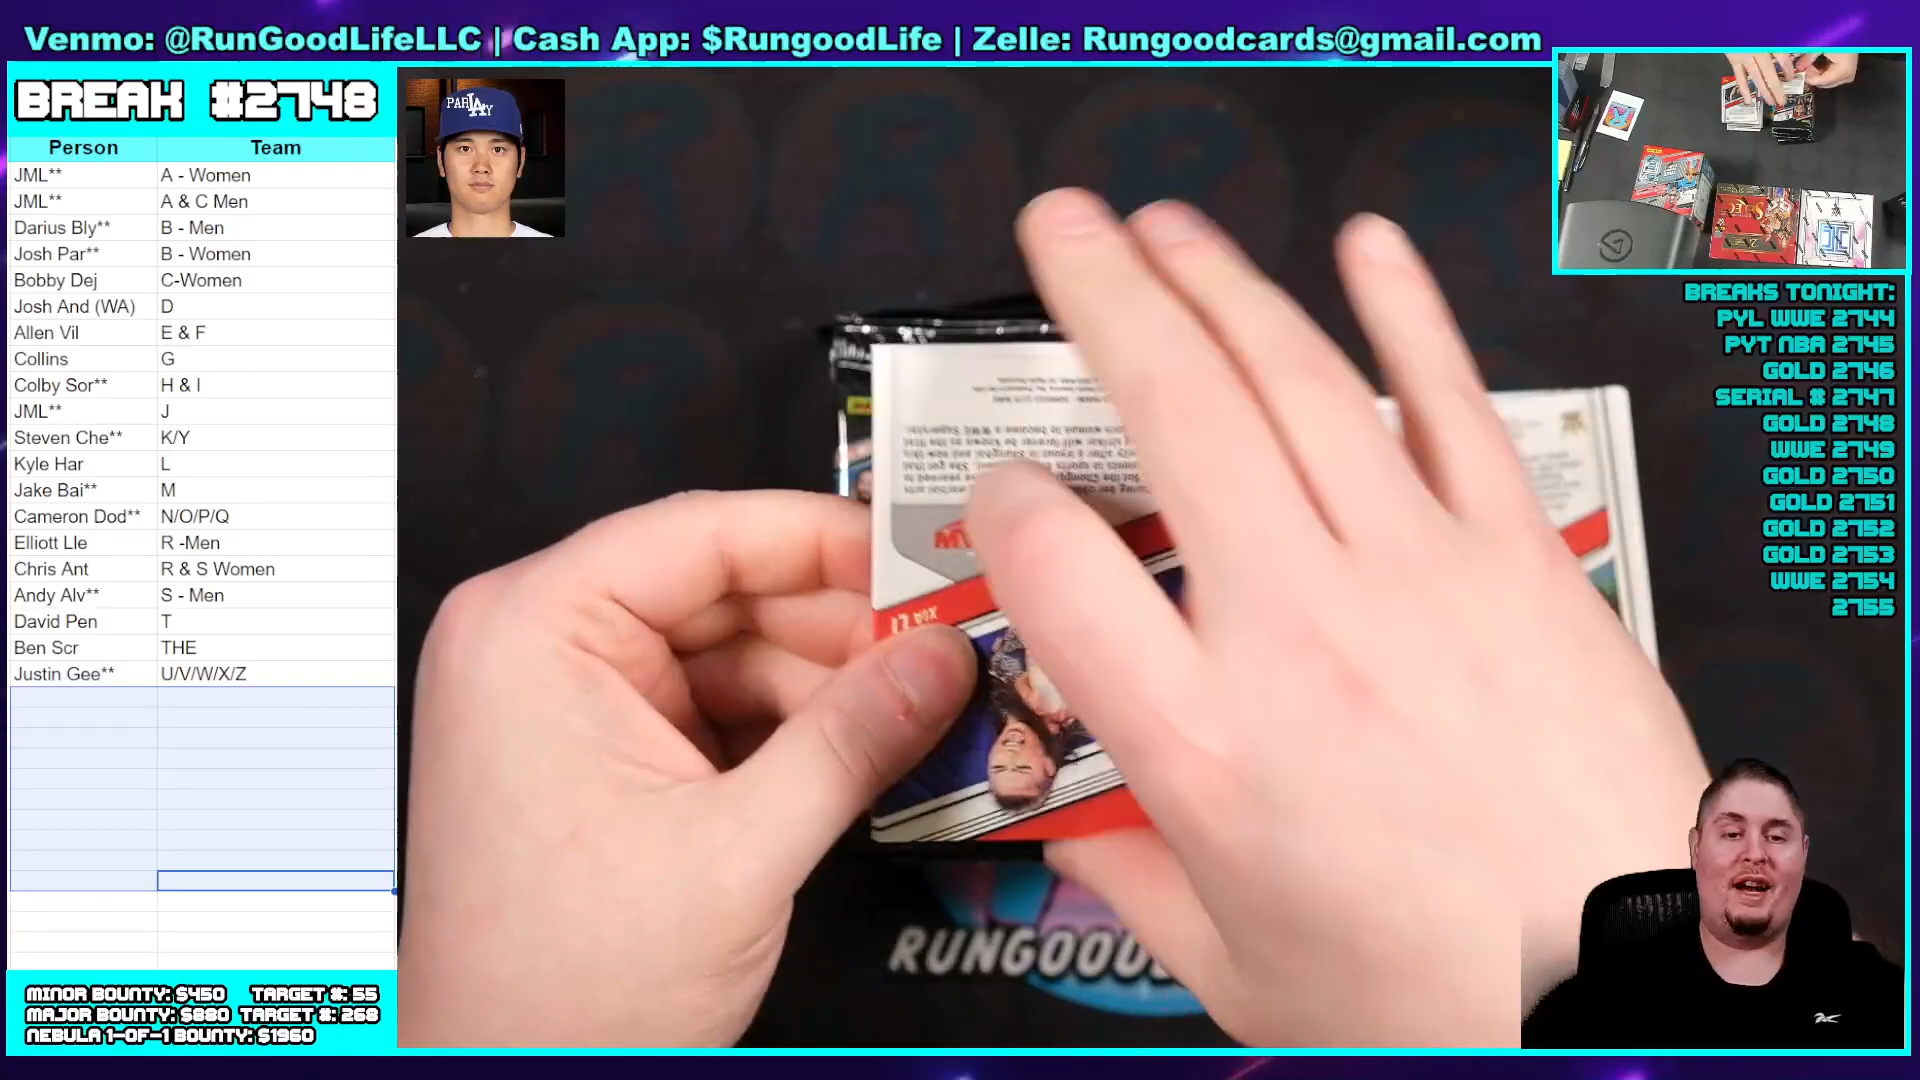 Venmo: @RunGoodLifeLLC | Cash App: $RungoodLife | Zelle: Rungoodcards@gmail.com
BREAK #2748
Person Team
JML** A - Women
JML** A & C Men
Darius Bly** B - Men
Josh Par** B - Women
Bobby Dej C-Women
Josh And (WA) D
Allen Vil E & F
Collins G
Colby Sor** H & I
JML** J
Steven Che** K/Y
Kyle Har L
Jake Bai** M
Cameron Dod** N/O/P/Q
Elliott Lle R -Men
Chris Ant R & S Women
Andy Alv** S - Men
David Pen T
Ben Scr THE
Justin Gee** U/V/W/X/Z
MINOR BOUNTY: $450 TARGET #: 55
MAJOR BOUNTY: $880 TARGET #: 268
NEBULA 1-OF-1 BOUNTY: $1960
PARLAY
XIA LI
RUNGOOD
BREAKS TONIGHT:
PYL WWE 2744
PYT NBA 2745
GOLD 2746
SERIAL # 2747
GOLD 2748
WWE 2749
GOLD 2750
GOLD 2751
GOLD 2752
GOLD 2753
WWE 2754
2755